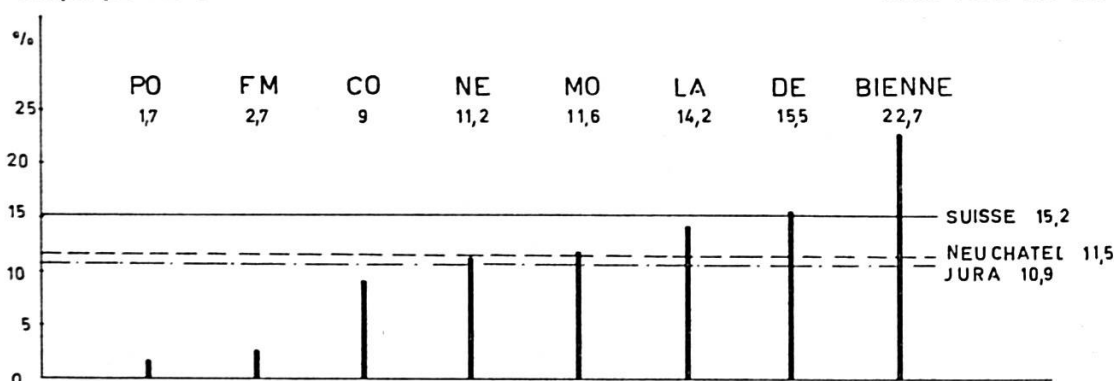 %
PO FM CO NE MO LA DE BIENNE
25 1,7 2,7 9 11,2 11,6 14,2 15,5 22,7
20
15
SUISSE 15,2
NEUCHATEL 11,5
10
JURA 10,9
5
0